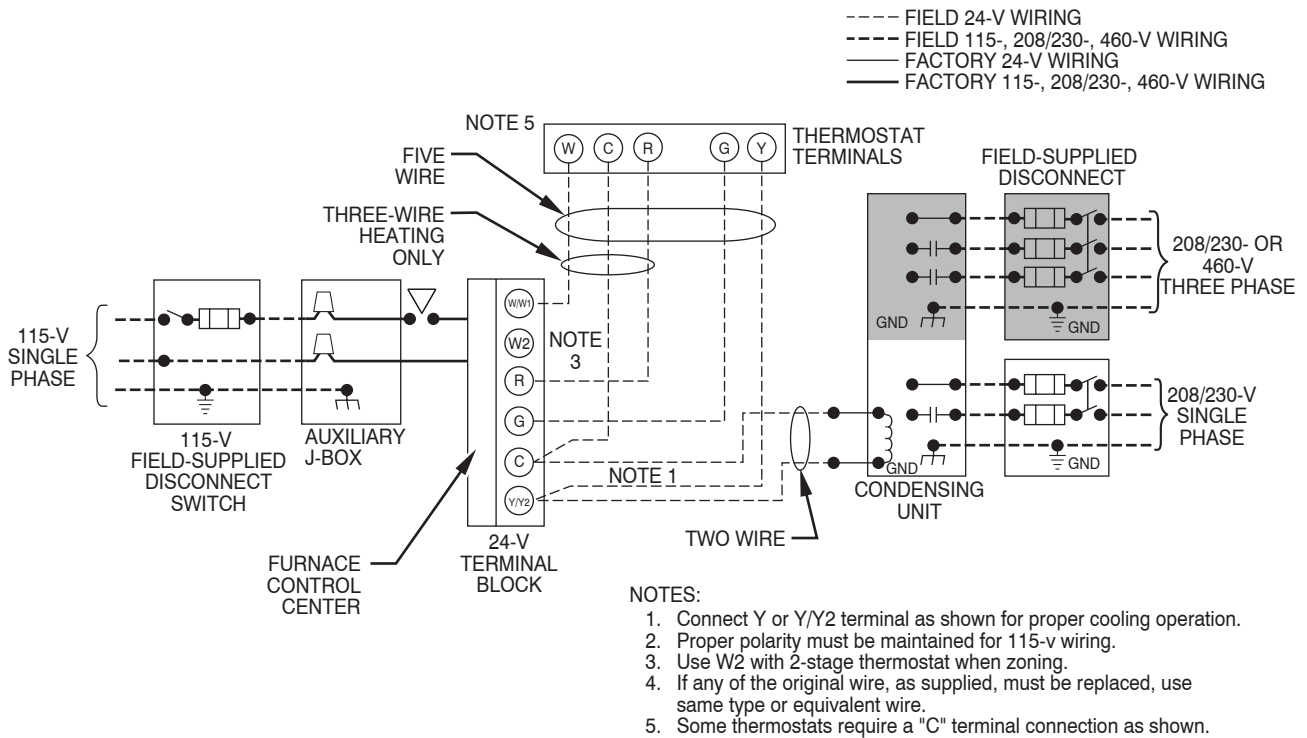 FIELD 24-V WIRING
FIELD 115-, 208/230-, 460-V WIRING
FACTORY 24-V WIRING
FACTORY 115-, 208/230-, 460-V WIRING
NOTE 5
W C R G Y
THERMOSTAT
TERMINALS
FIVE
WIRE
THREE-WIRE
HEATING
ONLY
FIELD-SUPPLIED
DISCONNECT
208/230- OR
460-V
THREE PHASE
GND
GND
115-V
SINGLE
PHASE
115-V
FIELD-SUPPLIED
DISCONNECT
SWITCH
AUXILIARY
J-BOX
W/W1
W2
R
G
C
Y/Y2
NOTE
3
NOTE 1
24-V
TERMINAL
BLOCK
FURNACE
CONTROL
CENTER
TWO WIRE
GND
CONDENSING
UNIT
GND
208/230-V
SINGLE
PHASE
NOTES:
1. Connect Y or Y/Y2 terminal as shown for proper cooling operation.
2. Proper polarity must be maintained for 115-v wiring.
3. Use W2 with 2-stage thermostat when zoning.
4. If any of the original wire, as supplied, must be replaced, use
same type or equivalent wire.
5. Some thermostats require a "C" terminal connection as shown.